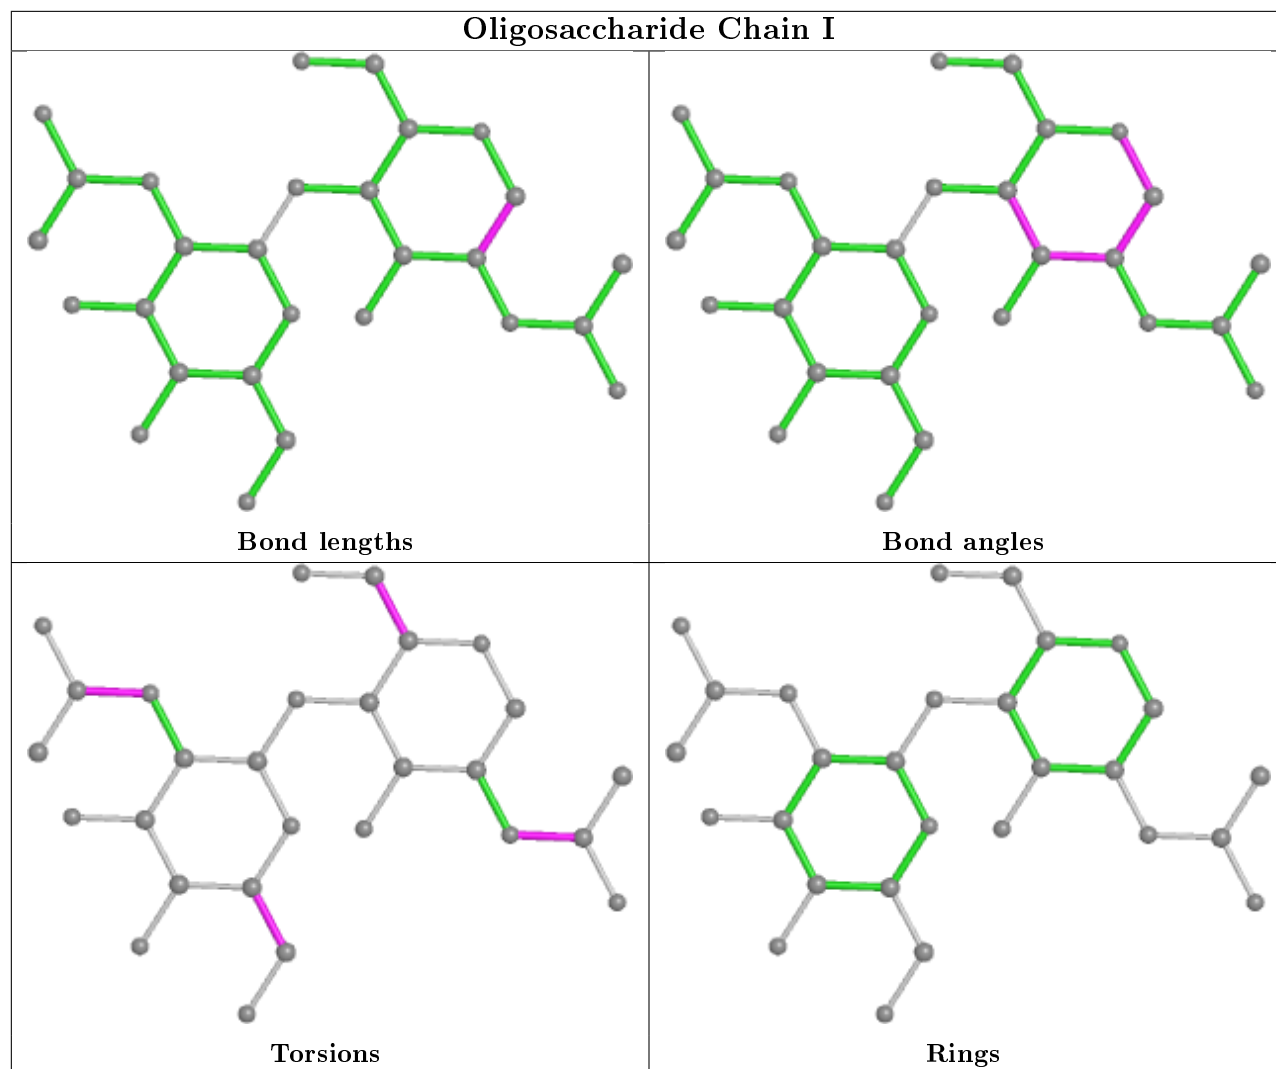 Oligosaccharide Chain I
Bond lengths
Bond angles
Torsions
Rings